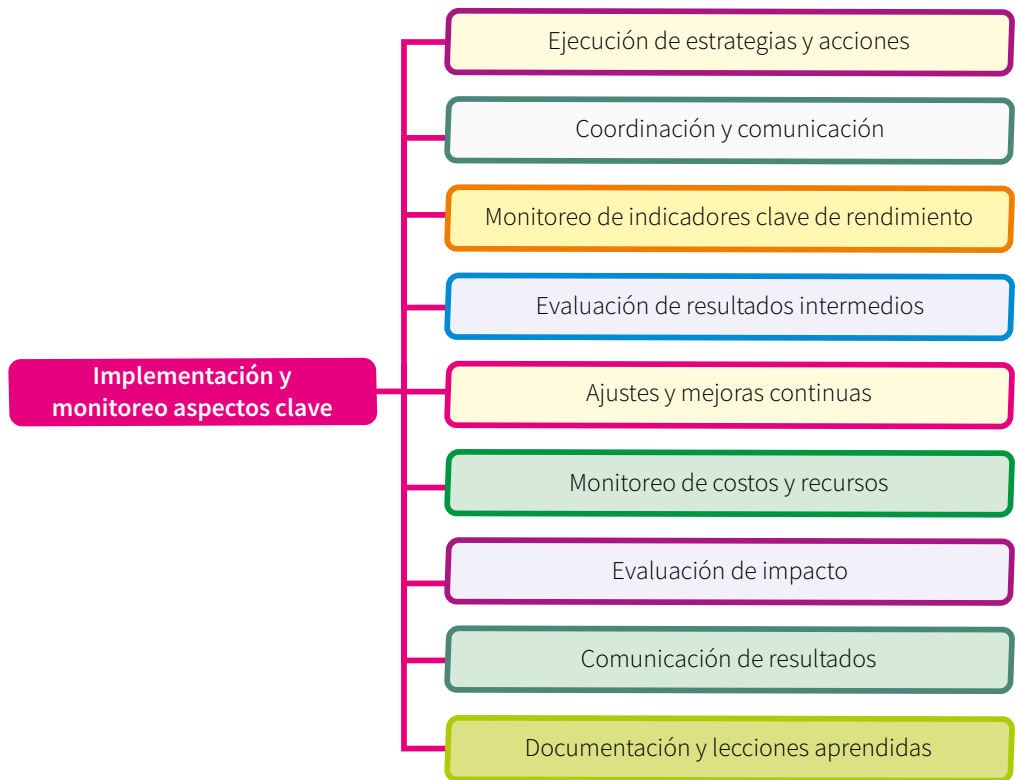 Ejecución de estrategias y acciones
Coordinación y comunicación
Monitoreo de indicadores clave de rendimiento
Evaluación de resultados intermedios
Implementación y
monitoreo aspectos clave
Ajustes y mejoras continuas
Monitoreo de costos y recursos
Evaluación de impacto
Comunicación de resultados
Documentación y lecciones aprendidas